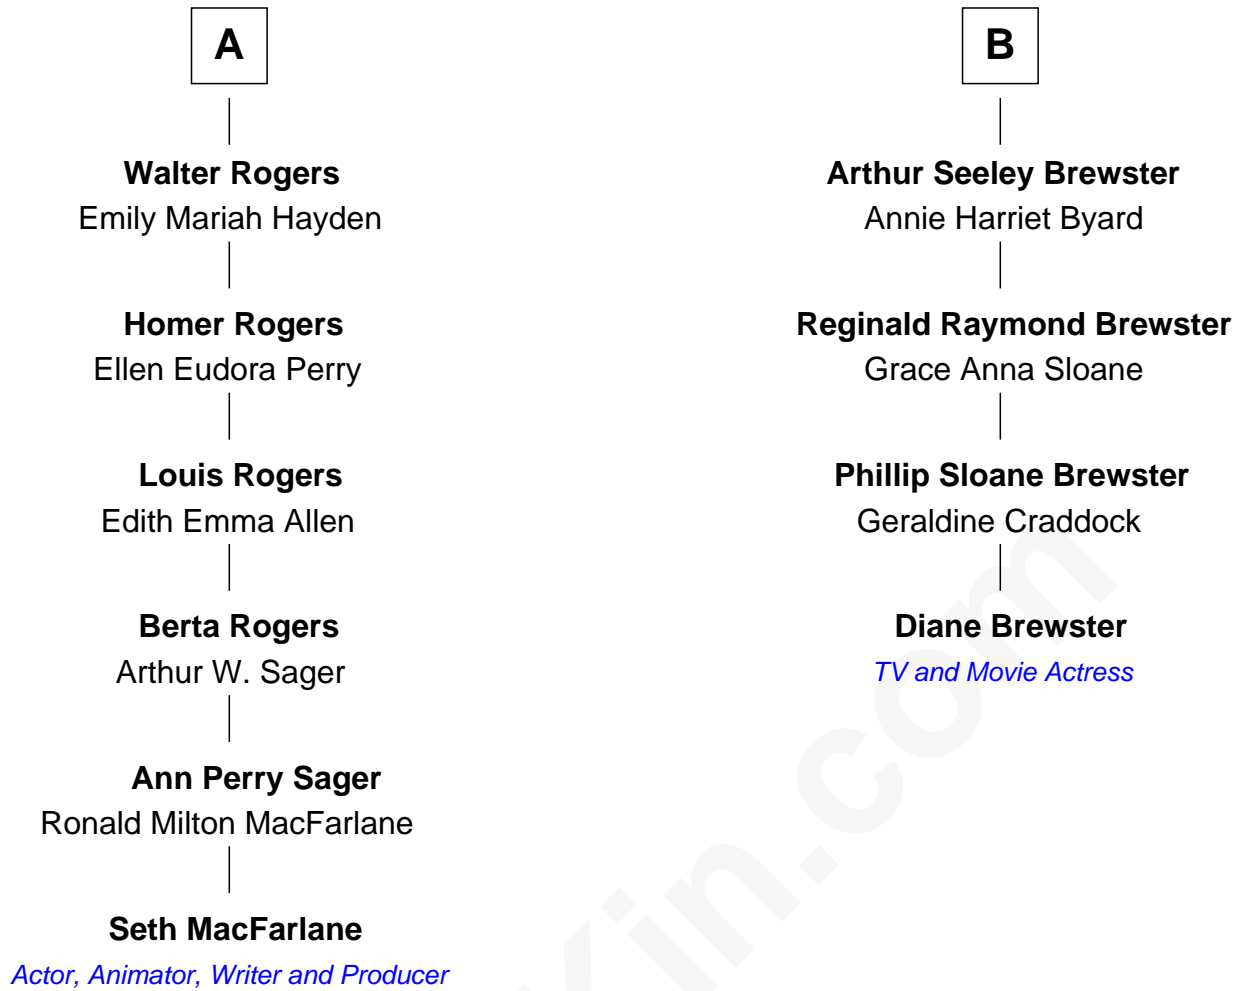 A
Walter Rogers
Emily Mariah Hayden
Homer Rogers
Ellen Eudora Perry
Louis Rogers
Edith Emma Allen
Berta Rogers
Arthur W. Sager
Ann Perry Sager
Ronald Milton MacFarlane
Seth MacFarlane
Actor, Animator, Writer and Producer
B
Arthur Seeley Brewster
Annie Harriet Byard
Reginald Raymond Brewster
Grace Anna Sloane
Phillip Sloane Brewster
Geraldine Craddock
Diane Brewster
TV and Movie Actress